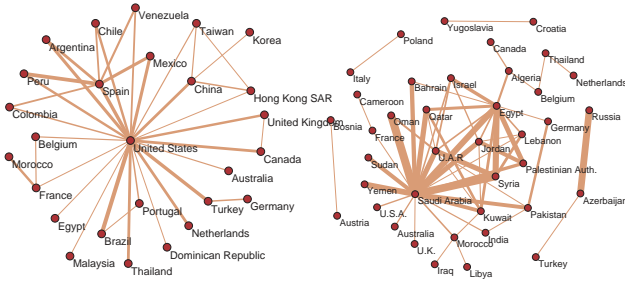 Venezuela
Chile
Taiwan
Korea
Argentina
Mexico
Peru
Spain
China
Hong Kong SAR
Colombia
United Kingdom
Belgium
United States
Canada
Morocco
Australia
France
Portugal
Turkey
Germany
Egypt
Netherlands
Brazil
Dominican Republic
Malaysia
Thailand
Yugoslavia
Croatia
Poland
Canada
Thailand
Italy
Bahrain
Israel
Algeria
Netherlands
Cameroon
Belgium
Oman
Qatar
Egypt
Russia
Bosnia
France
Germany
Lebanon
Jordan
Sudan
U.A.R.
Palestinian Auth.
Syria
Yemen
Saudi Arabia
Azerbaijan
U.S.A.
Kuwait
Pakistan
Austria
Australia
India
U.K.
Morocco
Turkey
Iraq
Libya